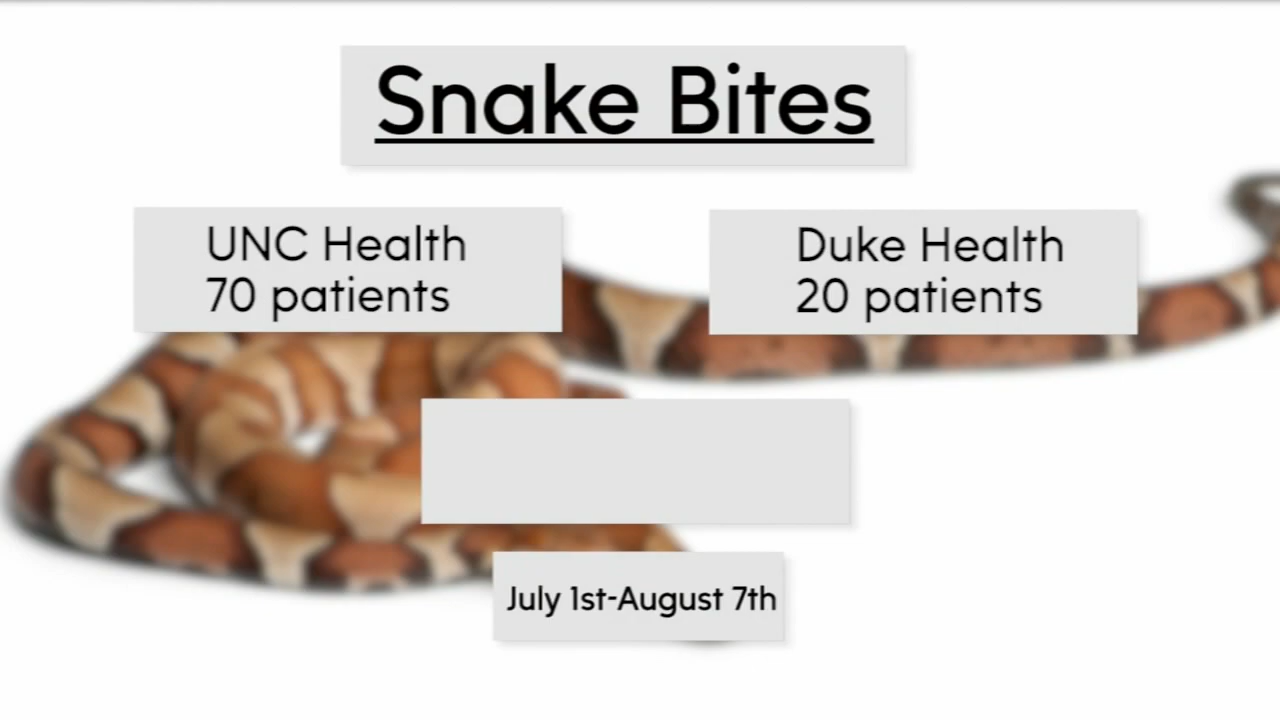 Snake Bites
UNC Health
70 patients
Duke Health
20 patients
July 1st-August 7th